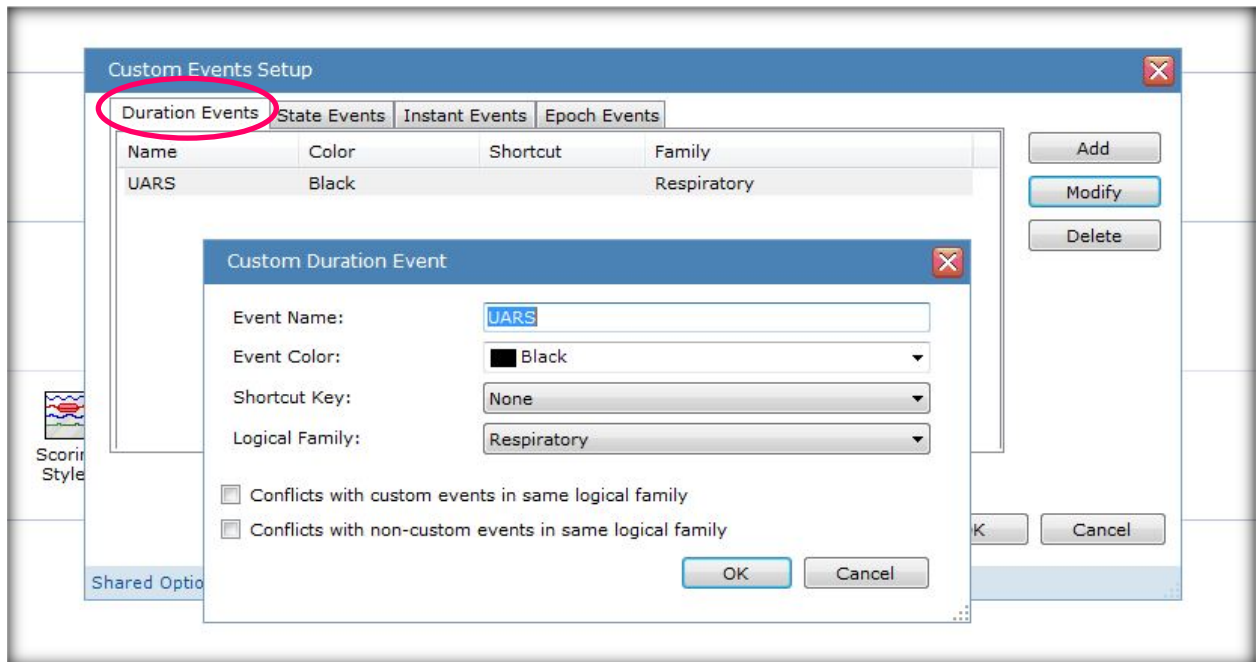 Custom Events Setup
Duration Events State Events Instant Events Epoch Events
Name Color Shortcut Family
UARS Black Respiratory
Add
Modify
Delete
Custom Duration Event
Event Name: UARS
Event Color: Black
Shortcut Key: None
Logical Family: Respiratory
Conflicts with custom events in same logical family
Conflicts with non-custom events in same logical family
OK Cancel
K Cancel
Scorin
Style
Shared Optio